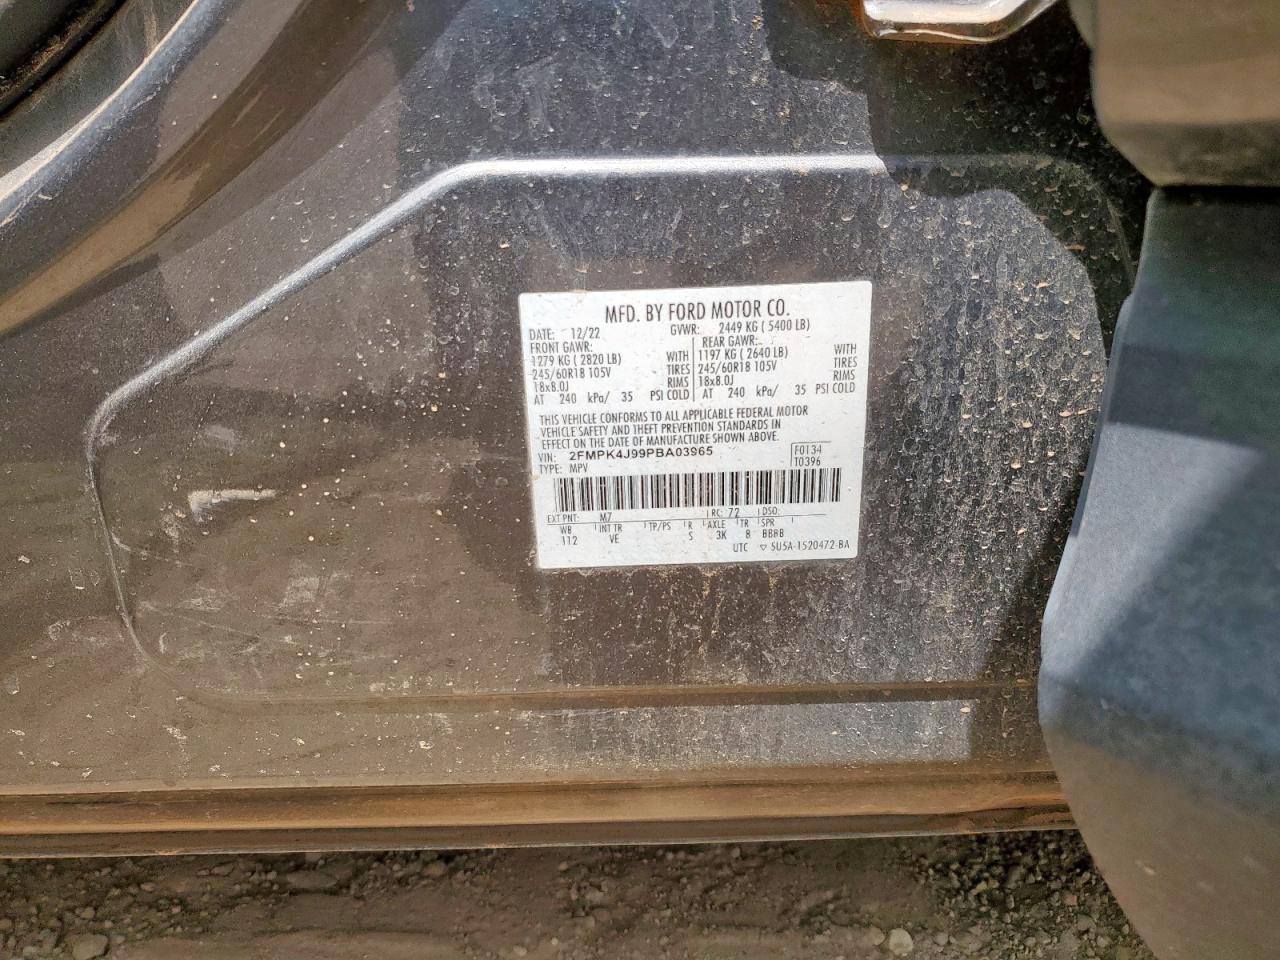 MFD. BY FORD MOTOR CO.
DATE: 12/22 GVWR: 2449 KG (5400 LB)
FRONT GAWR: REAR GAWR:
1279 KG (2820 LB) WITH 1197 KG (2640 LB) WITH
245/60R18 105V TIRES 245/60R18 105V TIRES
18x8.0J RIMS 18x8.0J RIMS
AT 240 kPa/ 35 PSI COLD AT 240 kPa/ 35 PSI COLD
THIS VEHICLE CONFORMS TO ALL APPLICABLE FEDERAL MOTOR
VEHICLE SAFETY AND THEFT PREVENTION STANDARDS IN
EFFECT ON THE DATE OF MANUFACTURE SHOWN ABOVE.
VIN: 2FMPK4J99PBA03965 F0134
TYPE: MPV T0396
EXT PNT: M7 RC: 72 DSO:
WB INT TR TP/PS R AXLE TR SPR
112 VE S 3K 8 BBBB
UTC ▽ 5U5A-1520472-BA